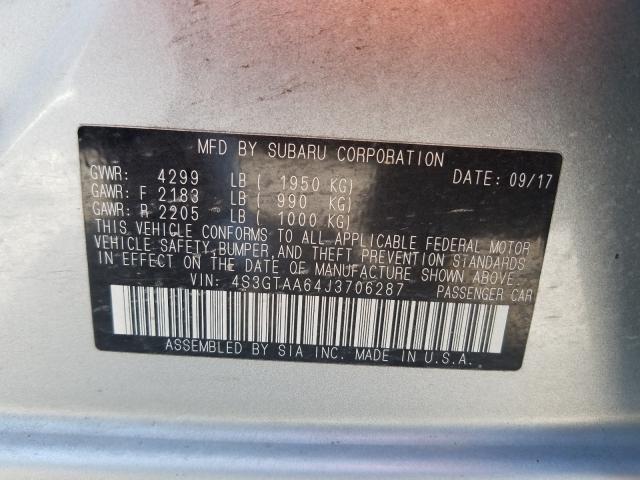 MFD BY SUBARU CORPORATION
GVWR: 4299 LB ( 1950 KG) DATE: 09/17
GAWR: F 2183 LB ( 990 KG)
GAWR: R 2205 LB ( 1000 KG)
THIS VEHICLE CONFORMS TO ALL APPLICABLE FEDERAL MOTOR
VEHICLE SAFETY,BUMPER,AND THEFT PREVENTION STANDARDS
IN EFFECT ON THE DATE OF MANUFACTURE SHOWN ABOVE.
VIN: 4S3GTAA64J3706287 PASSENGER CAR
ASSEMBLED BY SIA INC. MADE IN U.S.A.